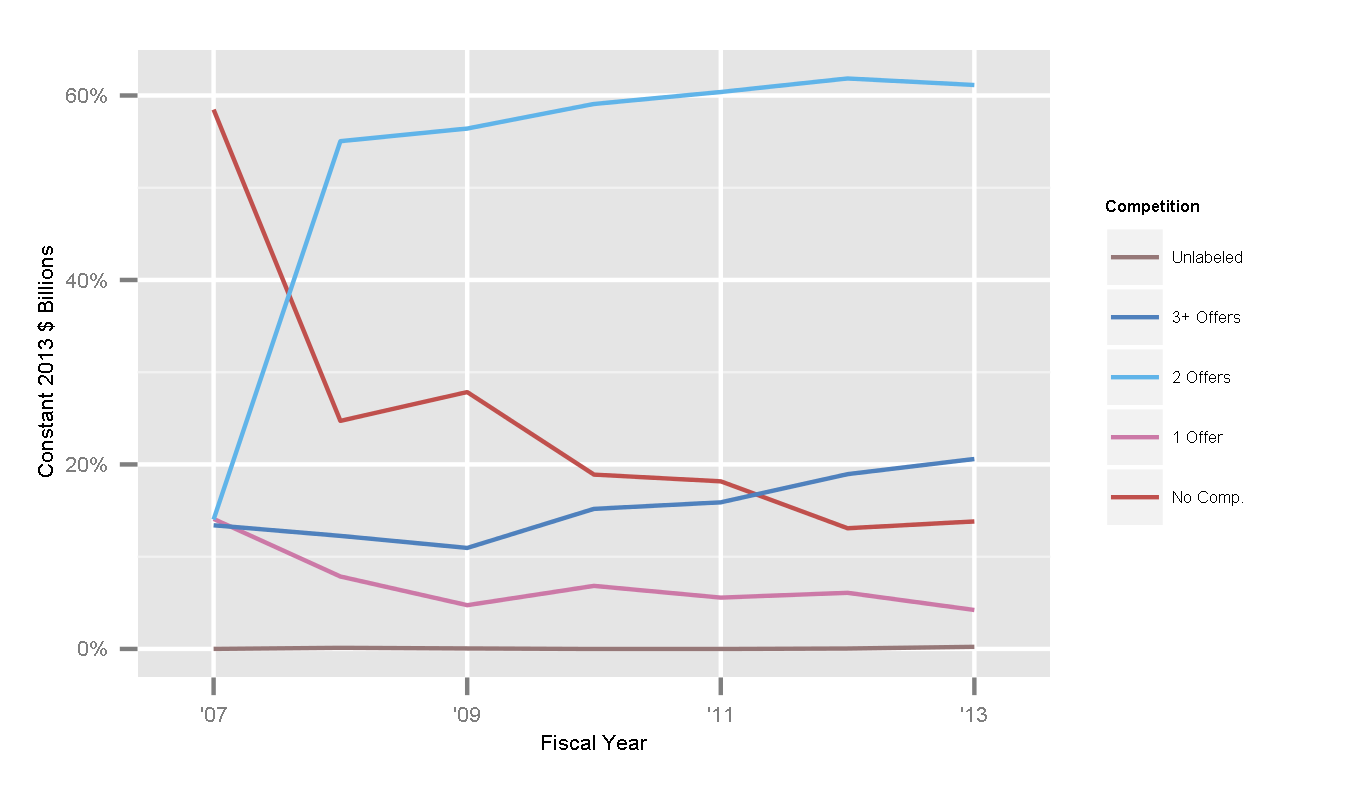 60%
40%
20%
0%
Constant 2013 $ Billions
'07
'09
'11
'13
Fiscal Year
Competition
Unlabeled
3+ Offers
2 Offers
1 Offer
No Comp.